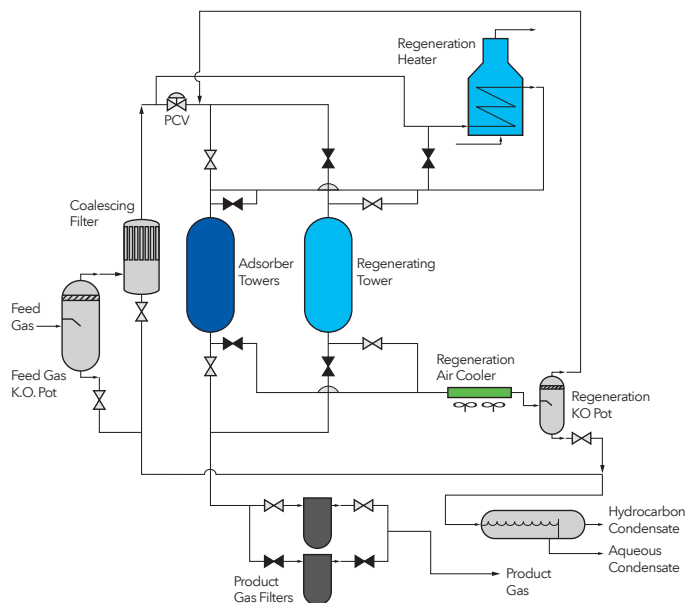 Regeneration
Heater
PCV
Coalescing
Filter
Adsorber
Towers
Regenerating
Tower
Feed
Gas
Feed Gas
K.O. Pot
Regeneration
Air Cooler
Regeneration
KO Pot
Hydrocarbon
Condensate
Aqueous
Condensate
Product
Gas Filters
Product
Gas